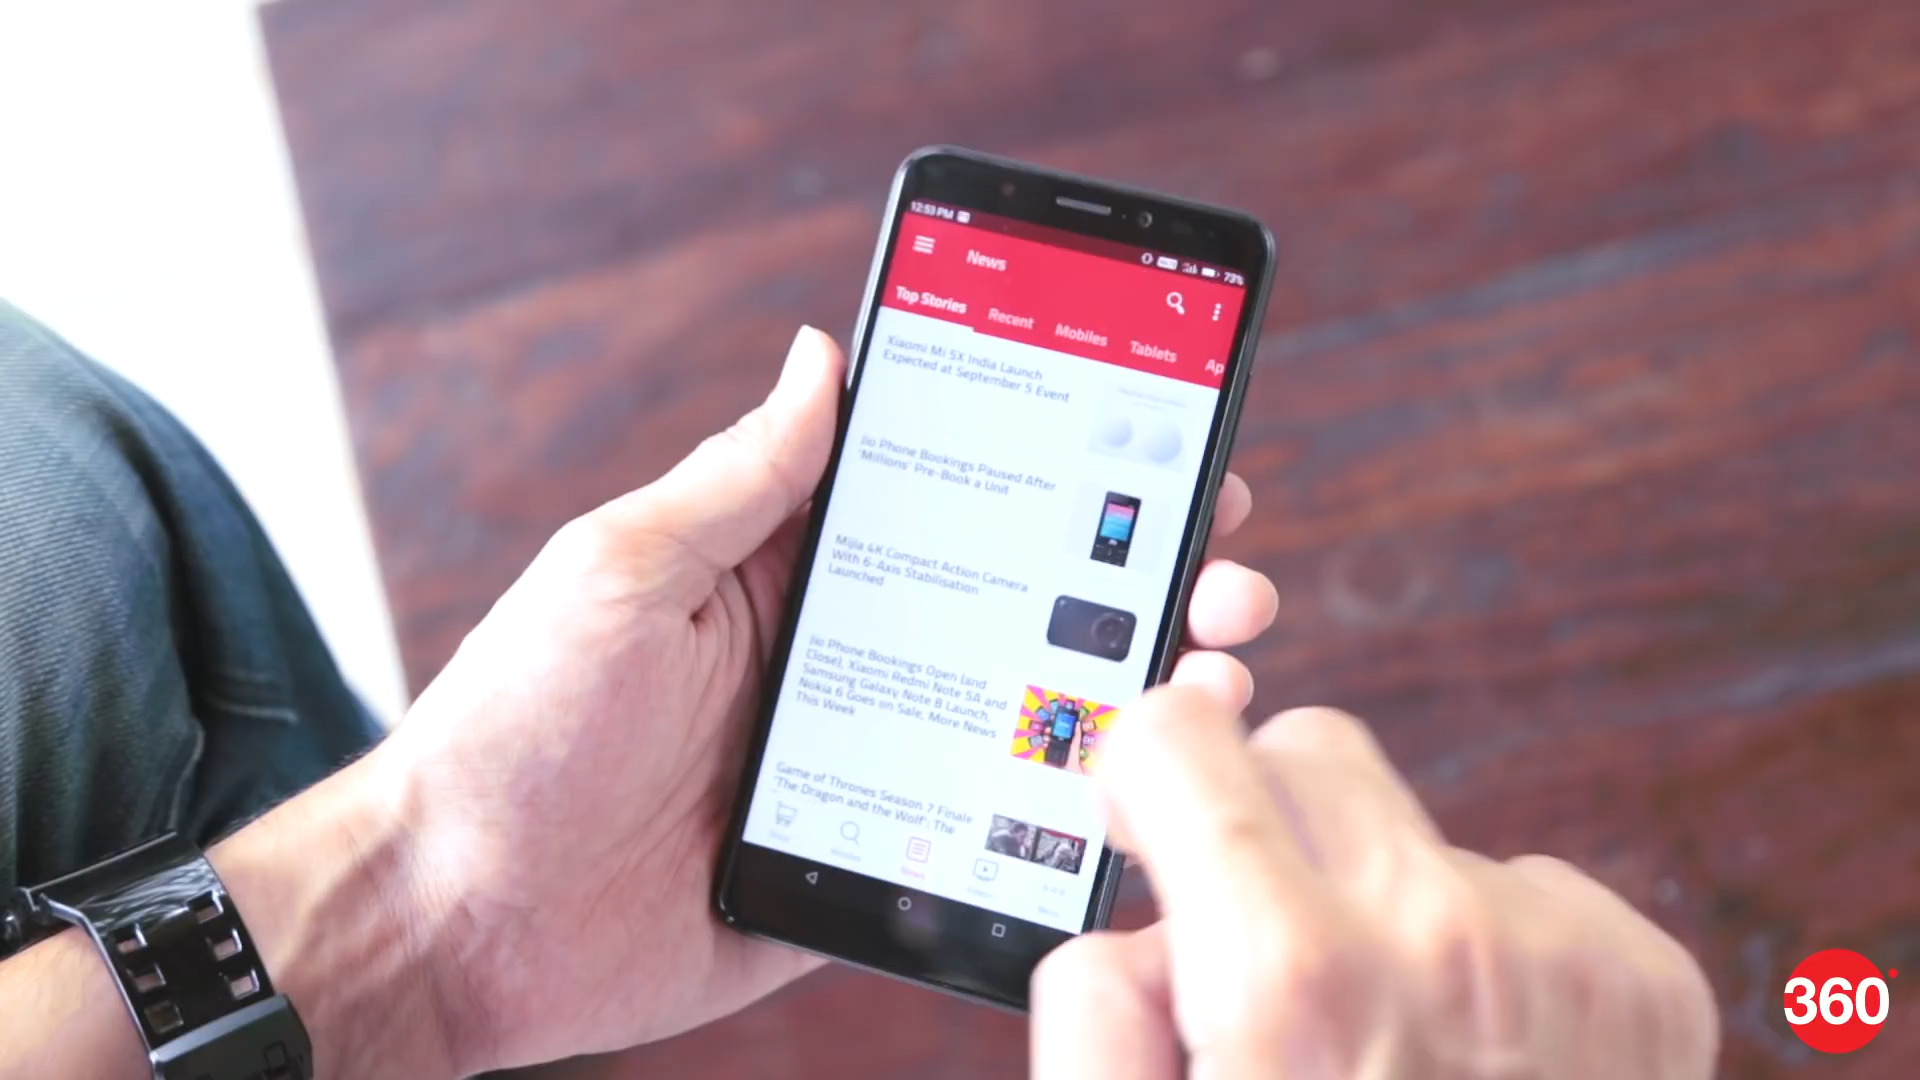 12:53 PM
73%
News
Top Stories
Recent
Mobiles
Tablets
Ap
Xiaomi Mi 5X India Launch
Expected at September 5 Event
Jio Phone Bookings Paused After
'Millions' Pre-Book a Unit
Mijia 4K Compact Action Camera
With 6-Axis Stabilisation
Launched
Jio Phone Bookings Open (and
Close), Xiaomi Redmi Note 5A and
Samsung Galaxy Note 8 Launch,
Nokia 6 Goes on Sale, More News
This Week
Game of Thrones Season 7 Finale
'The Dragon and the Wolf': The
News
360